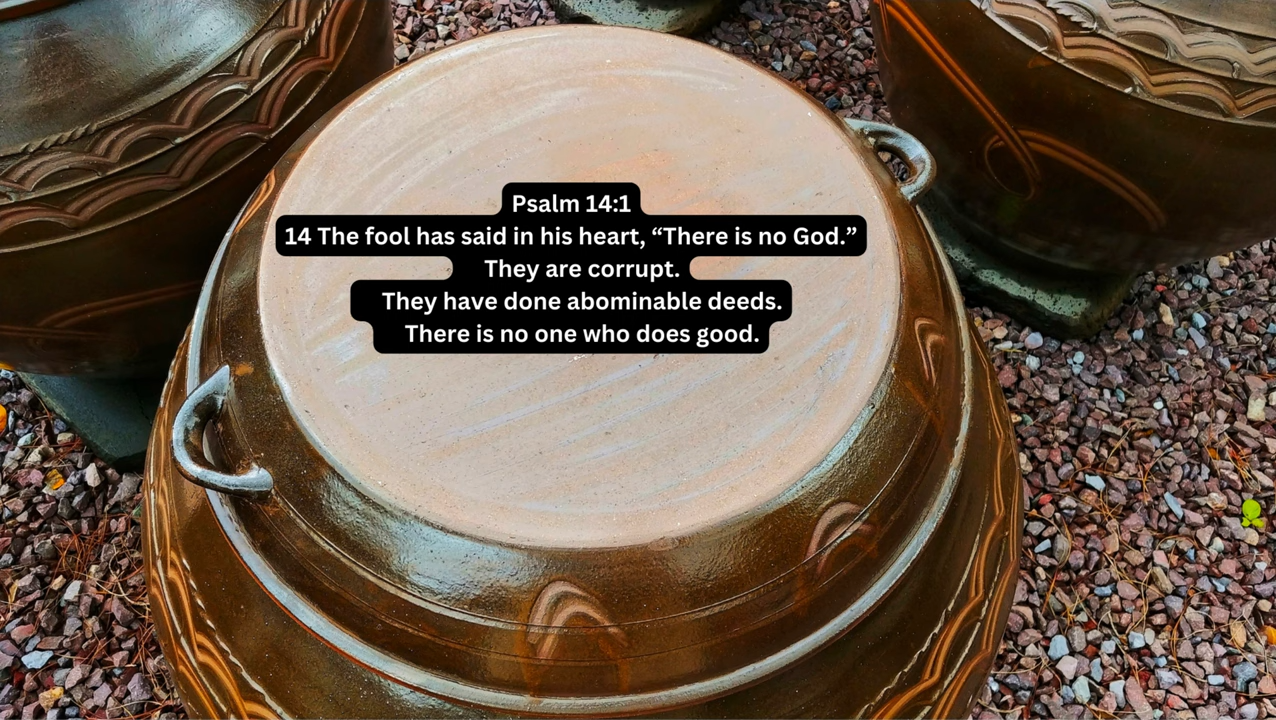 Psalm 14:1
14 The fool has said in his heart, “There is no God.”
They are corrupt.
They have done abominable deeds.
There is no one who does good.